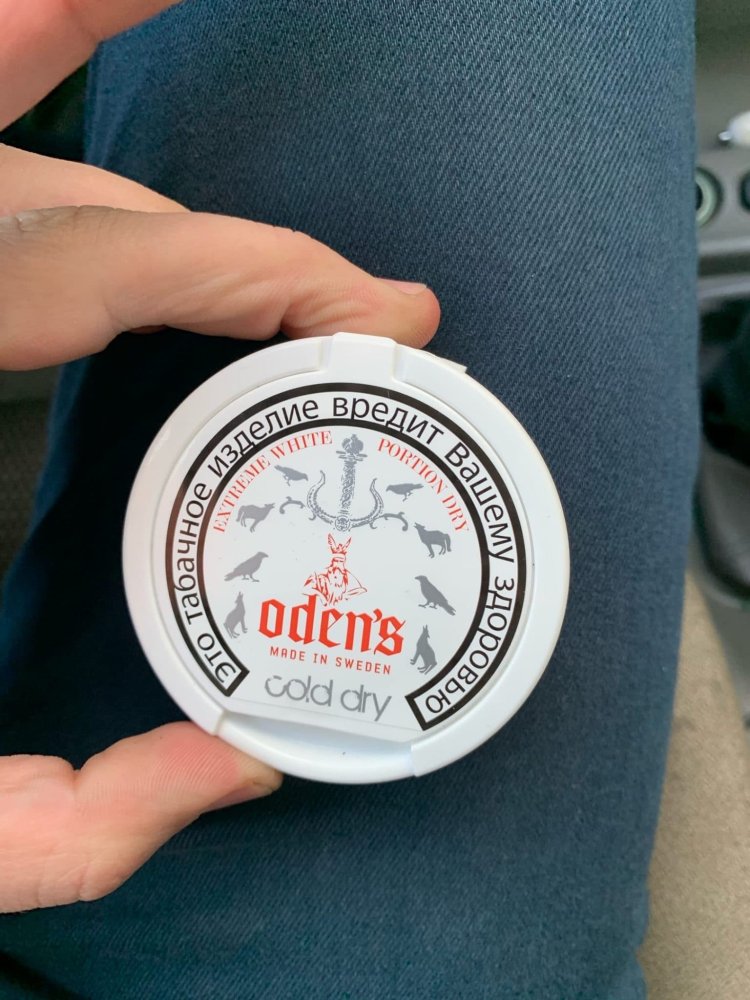 Это табачное изделие вредит Вашему здоровью
EXTREME WHITE PORTION DRY
oden's
MADE IN SWEDEN
cold dry